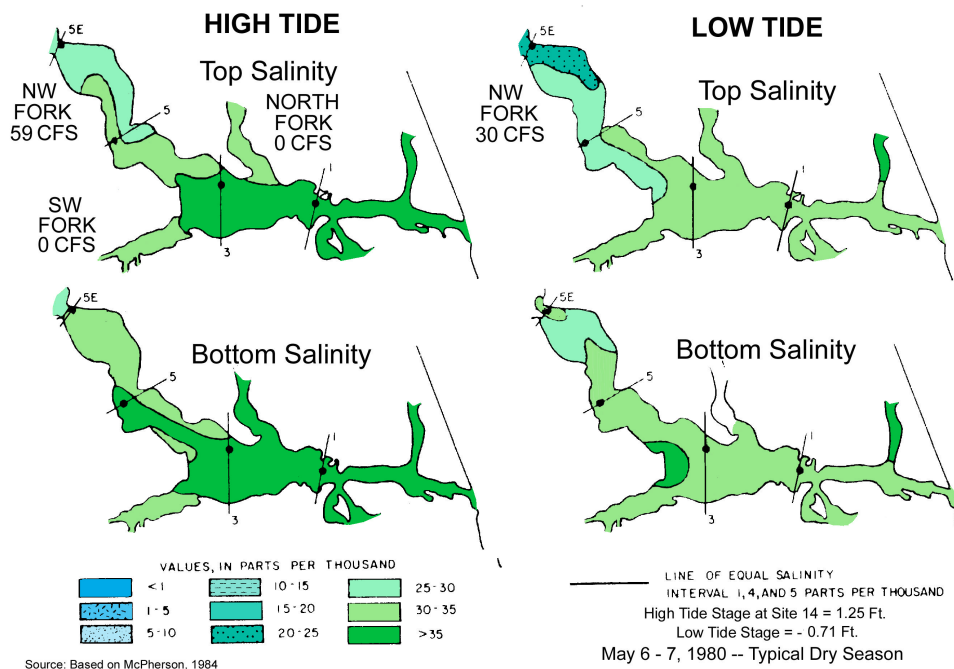 HIGH TIDE
LOW TIDE
5E
Top Salinity
NW
FORK
59 CFS
NORTH
FORK
0 CFS
5
1
SW
FORK
0 CFS
3
5E
Top Salinity
NW
FORK
30 CFS
5
1
3
5E
Bottom Salinity
5
1
3
5E
Bottom Salinity
5
1
3
VALUES, IN PARTS PER THOUSAND
<1
10-15
25-30
1-5
15-20
30-35
5-10
20-25
>35
LINE OF EQUAL SALINITY
INTERVAL 1, 4, AND 5 PARTS PER THOUSAND
High Tide Stage at Site 14 = 1.25 Ft.
Low Tide Stage = - 0.71 Ft.
May 6 - 7, 1980 -- Typical Dry Season
Source: Based on McPherson. 1984